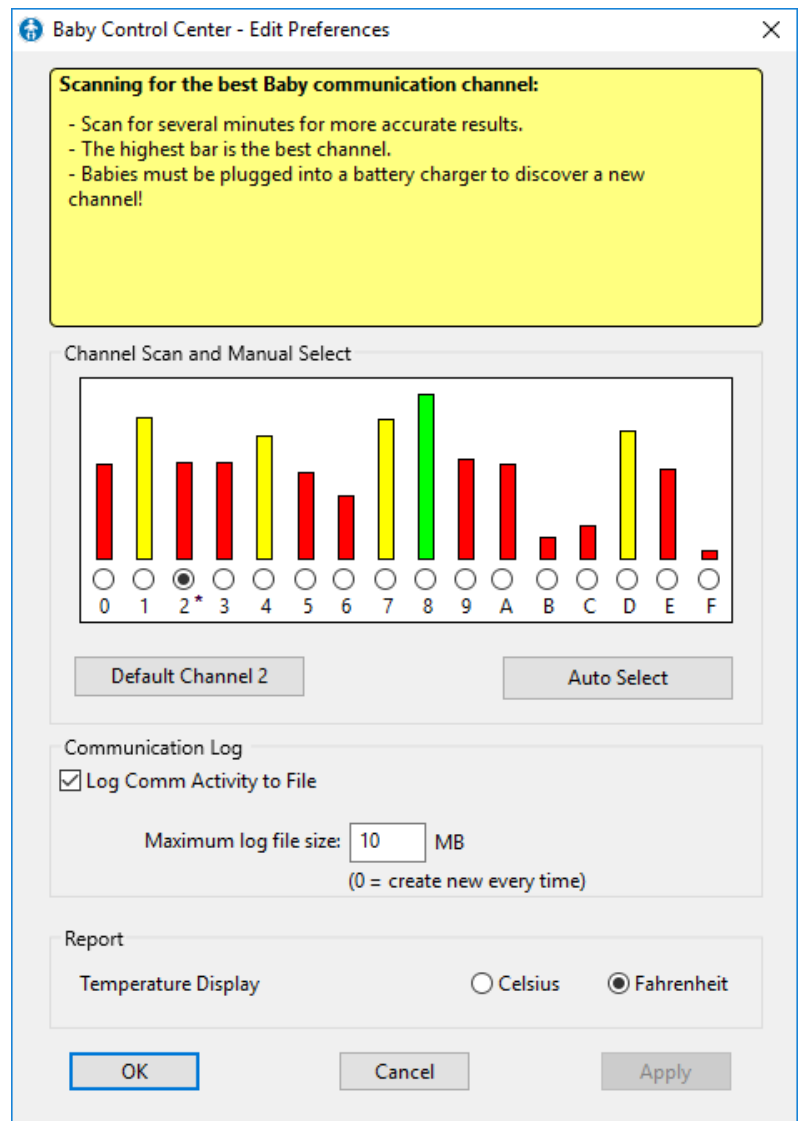 Baby Control Center - Edit Preferences
Scanning for the best Baby communication channel:
- Scan for several minutes for more accurate results.
- The highest bar is the best channel.
- Babies must be plugged into a battery charger to discover a new
channel!
Channel Scan and Manual Select
0 1 2* 3 4 5 6 7 8 9 A B C D E F
Default Channel 2 Auto Select
Communication Log
Log Comm Activity to File
Maximum log file size: 10 MB
(0 = create new every time)
Report
Temperature Display Celsius Fahrenheit
OK Cancel Apply